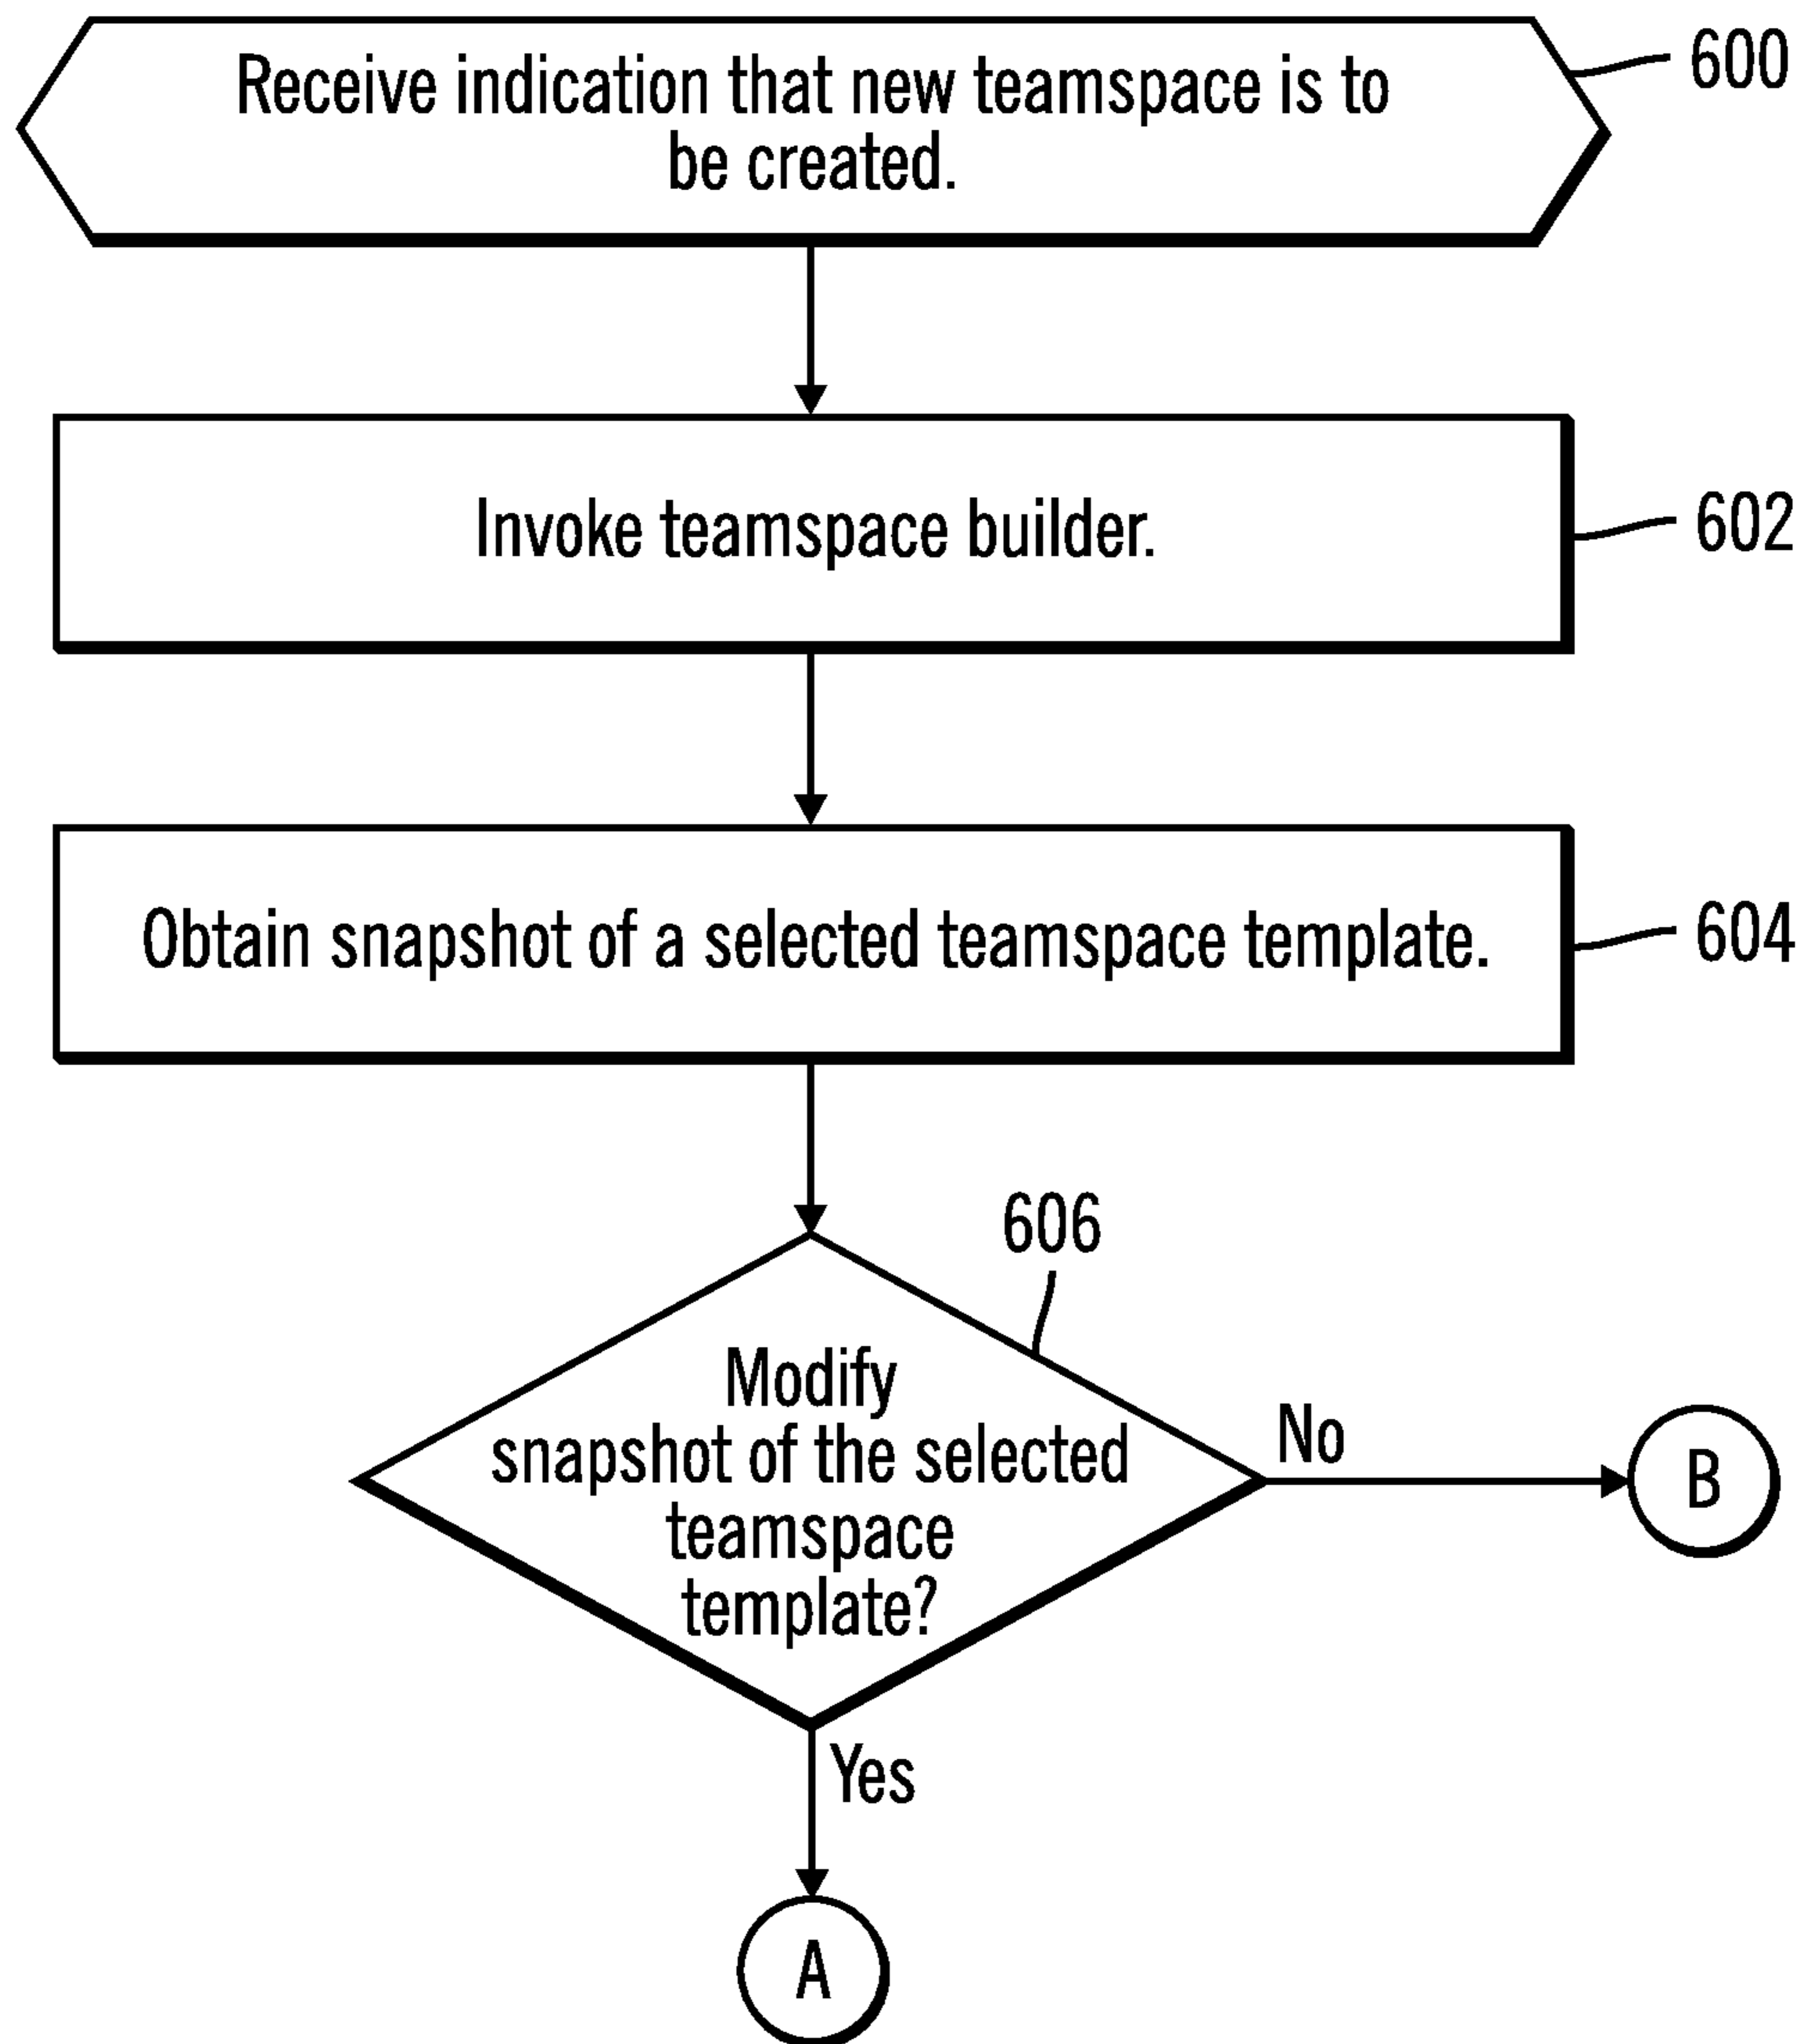 Receive indication that new teamspace is to
be created.
600
Invoke teamspace builder.
602
Obtain snapshot of a selected teamspace template.
604
606
Modify
snapshot of the selected
teamspace
template?
No
B
Yes
A